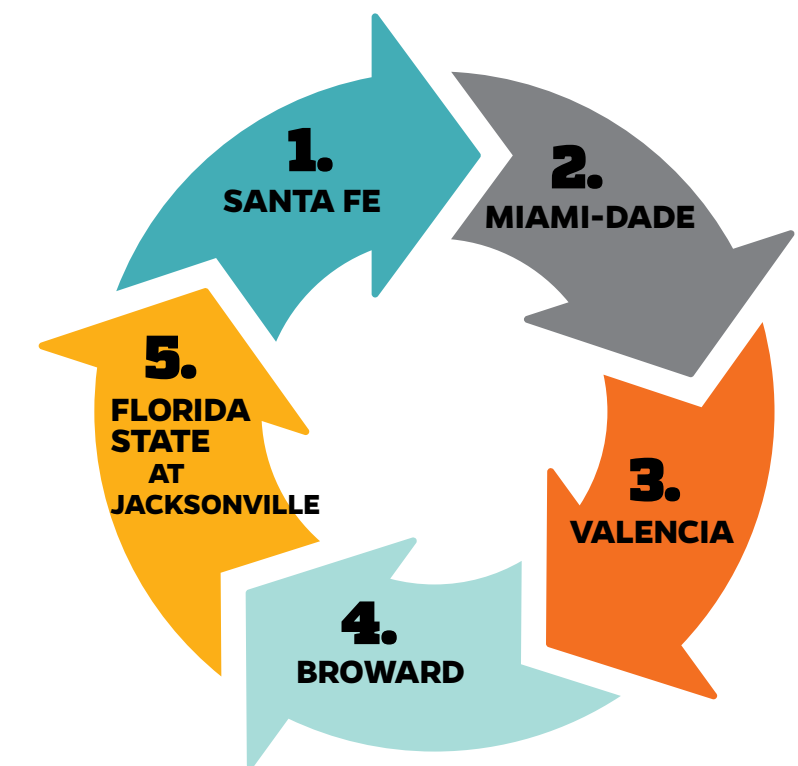 1.
SANTA FE
2.
MIAMI-DADE
3.
VALENCIA
4.
BROWARD
5.
FLORIDA
STATE
AT
JACKSONVILLE